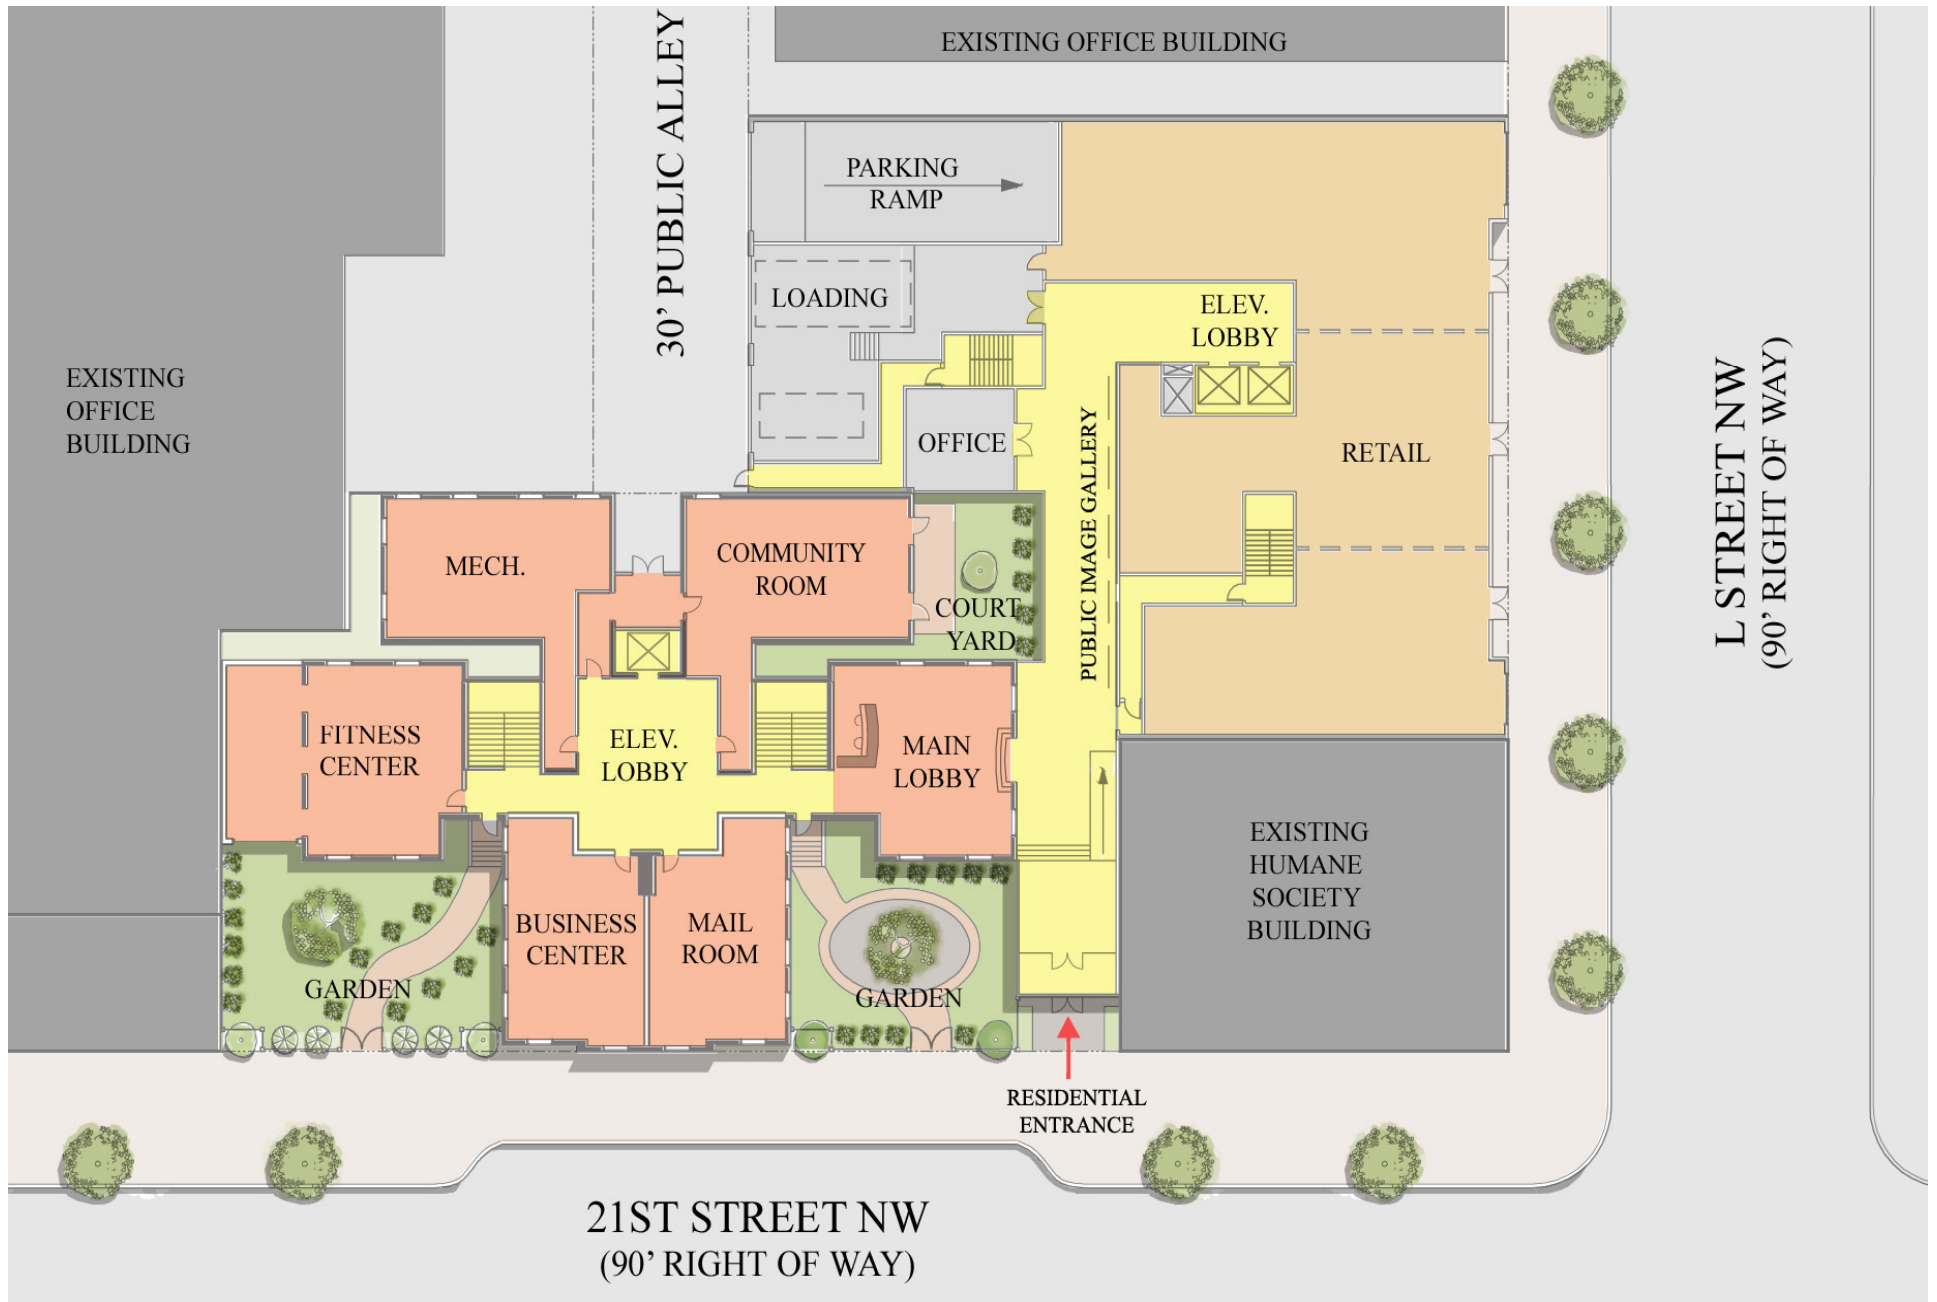 EXISTING OFFICE BUILDING
30’ PUBLIC ALLEY
PARKING
RAMP
LOADING
ELEV.
LOBBY
EXISTING
OFFICE
BUILDING
OFFICE
PUBLIC IMAGE GALLERY
RETAIL
L STREET NW
(90’ RIGHT OF WAY)
MECH.
COMMUNITY
ROOM
COURT
YARD
FITNESS
CENTER
ELEV.
LOBBY
MAIN
LOBBY
EXISTING
HUMANE
SOCIETY
BUILDING
BUSINESS
CENTER
MAIL
ROOM
GARDEN
GARDEN
RESIDENTIAL
ENTRANCE
21ST STREET NW
(90’ RIGHT OF WAY)